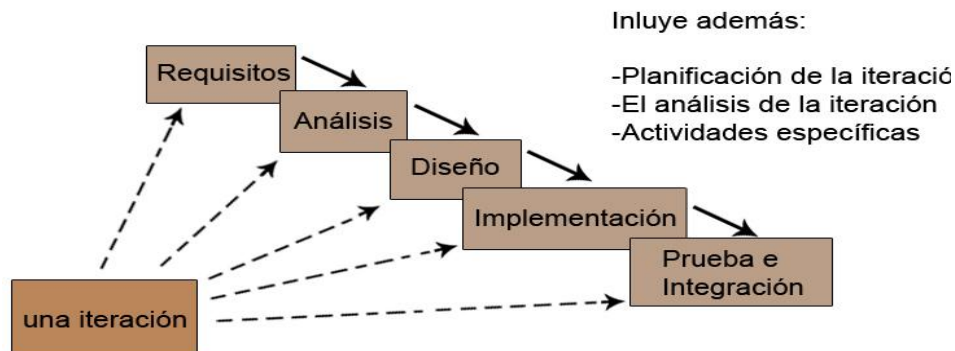 Inluye además:
-Planificación de la iteració
-El análisis de la iteración
-Actividades específicas
Requisitos
Análisis
Diseño
Implementación
Prueba e
Integración
una iteración